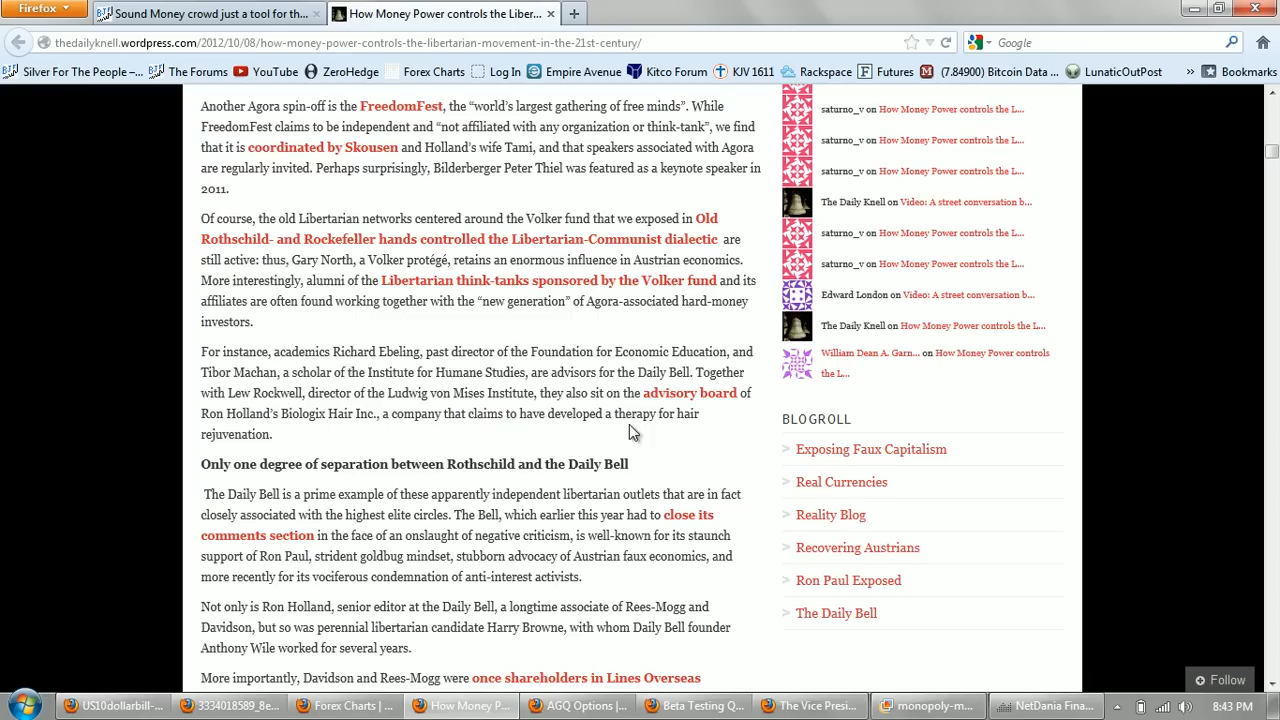 Firefox
Sound Money crowd just a tool for th...
How Money Power controls the Liber...
thedailyknell.wordpress.com/2012/10/08/how-money-power-controls-the-libertarian-movement-in-the-21st-century/
Google
Silver For The People –...
The Forums
YouTube
ZeroHedge
Forex Charts
Log In
Empire Avenue
Kitco Forums
KJV 1611
Rackspace
Futures
(7.84900) Bitcoin Data ...
LunaticOutPost
»
Bookmarks
Another Agora spin-off is the FreedomFest, the “world’s largest gathering of free minds”. While
FreedomFest claims to be independent and “not affiliated with any organization or think-tank”, we find
that it is coordinated by Skousen and Holland’s wife Tami, and that speakers associated with Agora
are regularly invited. Perhaps surprisingly, Bilderberger Peter Thiel was featured as a keynote speaker in
2011.
Of course, the old Libertarian networks centered around the Volker fund that we exposed in Old
Rothschild- and Rockefeller hands controlled the Libertarian-Communist dialectic are
still active: thus, Gary North, a Volker protégé, retains an enormous influence in Austrian economics.
More interestingly, alumni of the Libertarian think-tanks sponsored by the Volker fund and its
affiliates are often found working together with the “new generation” of Agora-associated hard-money
investors.
For instance, academics Richard Ebeling, past director of the Foundation for Economic Education, and
Tibor Machan, a scholar of the Institute for Humane Studies, are advisors for the Daily Bell. Together
with Lew Rockwell, director of the Ludwig von Mises Institute, they also sit on the advisory board of
Ron Holland’s Biologix Hair Inc., a company that claims to have developed a therapy for hair
rejuvenation.
Only one degree of separation between Rothschild and the Daily Bell
The Daily Bell is a prime example of these apparently independent libertarian outlets that are in fact
closely associated with the highest elite circles. The Bell, which earlier this year had to close its
comments section in the face of an onslaught of negative criticism, is well-known for its staunch
support of Ron Paul, strident goldbug mindset, stubborn advocacy of Austrian faux economics, and
more recently for its vociferous condemnation of anti-interest activists.
Not only is Ron Holland, senior editor at the Daily Bell, a longtime associate of Rees-Mogg and
Davidson, but so was perennial libertarian candidate Harry Browne, with whom Daily Bell founder
Anthony Wile worked for several years.
More importantly, Davidson and Rees-Mogg were once shareholders in Lines Overseas
saturno_v on How Money Power controls the L...
saturno_v on How Money Power controls the L...
saturno_v on How Money Power controls the L...
The Daily Knell on Video: A street conversation b...
saturno_v on How Money Power controls the L...
saturno_v on How Money Power controls the L...
Edward London on Video: A street conversation b...
The Daily Knell on How Money Power controls the L...
William Dean A. Garn... on How Money Power controls
the L...
BLOGROLL
> Exposing Faux Capitalism
> Real Currencies
> Reality Blog
> Recovering Austrians
> Ron Paul Exposed
> The Daily Bell
Follow
US10dollarbill-...
3334018589_8e...
Forex Charts | ...
How Money P...
AGQ Options | ...
Beta Testing Q...
The Vice Presi...
monopoly-m...
NetDania Fina...
8:43 PM